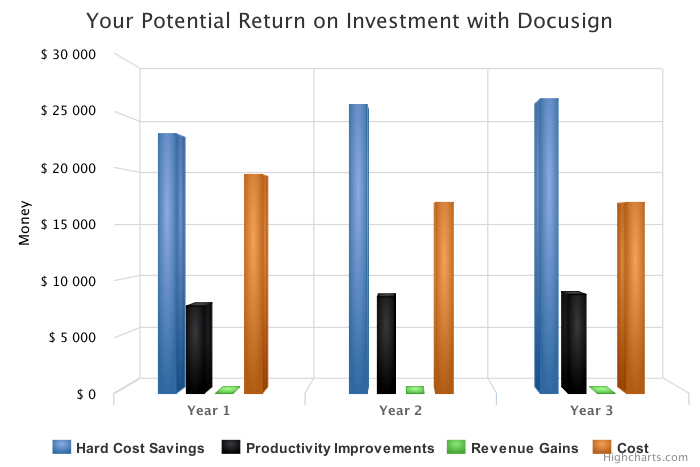 Your Potential Return on Investment with Docusign
$ 30 000
$ 25 000
$ 20 000
$ 15 000
$ 10 000
$ 5 000
$ 0
Money
Year 1
Year 2
Year 3
Hard Cost Savings
Productivity Improvements
Revenue Gains
Cost
Highcharts.com